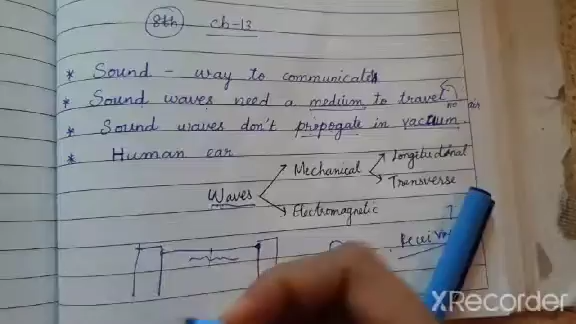 8th ch-13
* Sound - way to communicate
* Sound waves need a medium to travel
no air
* Sound waves don't propogate in vacuum.
* Human ear
Mechanical Longitudinal
Transverse
Waves
Electromagnetic
XRecorder